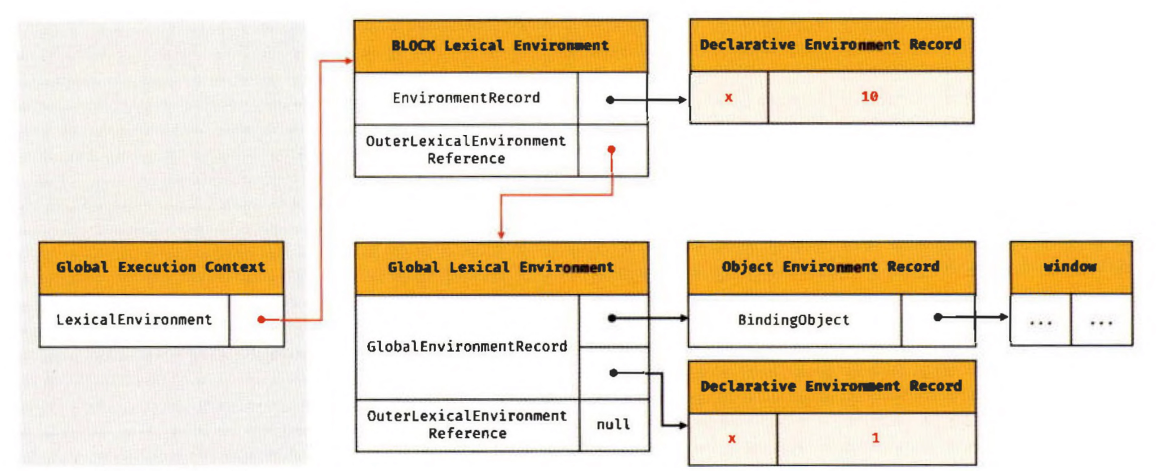 BLOCK Lexical Environment
EnvironmentRecord
OuterLexicalEnvironment
Reference
Declarative Environment Record
x 10
Global Execution Context
LexicalEnvironment
Global Lexical Environment
GlobalEnvironmentRecord
OuterLexicalEnvironment
Reference
null
Object Environment Record
BindingObject
window
... ...
Declarative Environment Record
x 1